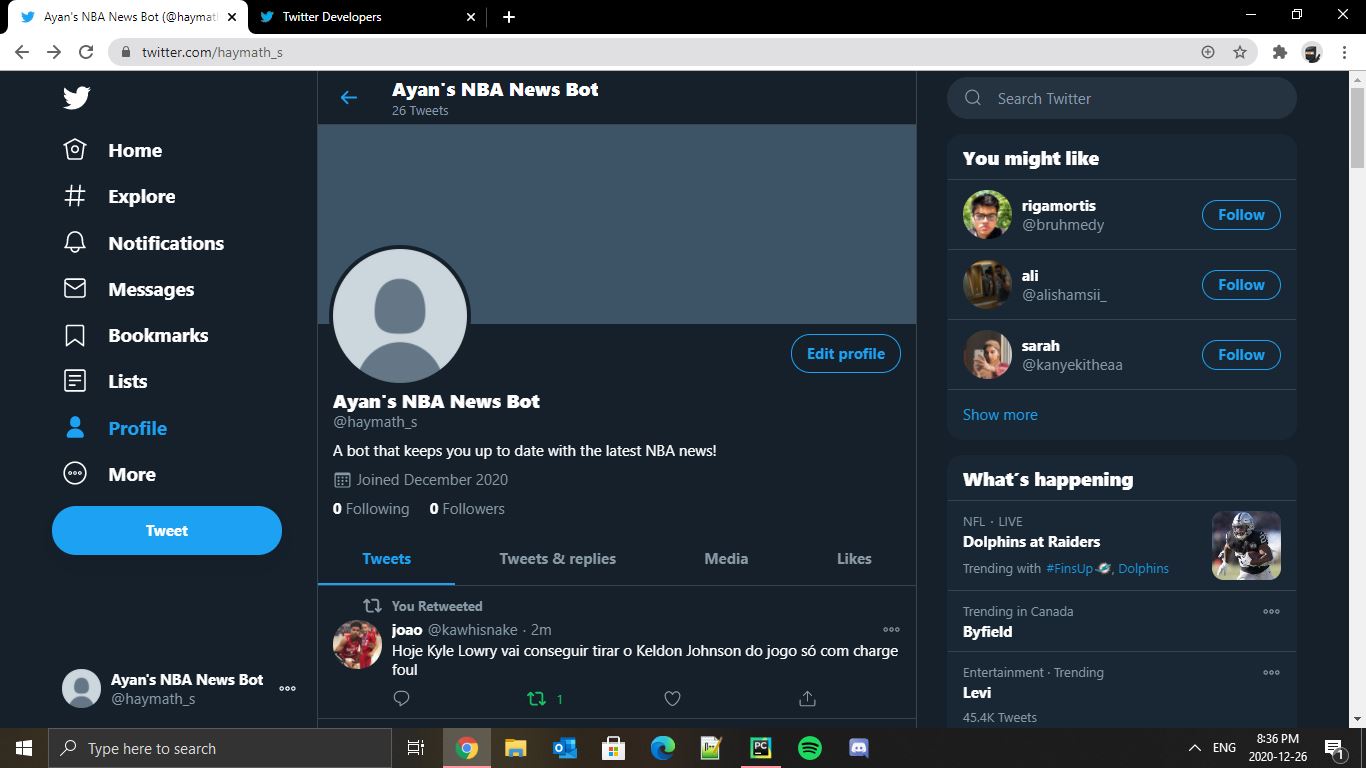 Ayan's NBA News Bot (@haymat
Twitter Developers
twitter.com/haymath_s
Home
Explore
Notifications
Messages
Bookmarks
Lists
Profile
More
Tweet
Ayan's NBA News Bot
@haymath_s
Ayan's NBA News Bot
26 Tweets
Edit profile
Ayan's NBA News Bot
@haymath_s
A bot that keeps you up to date with the latest NBA news!
Joined December 2020
0 Following 0 Followers
Tweets Tweets & replies Media Likes
You Retweeted
joao @kawhisnake · 2m
Hoje Kyle Lowry vai conseguir tirar o Keldon Johnson do jogo só com charge
foul
1
Search Twitter
You might like
rigamortis
@bruhmedy
Follow
ali
@alishamsii_
Follow
sarah
@kanyekitheaa
Follow
Show more
What´s happening
NFL · LIVE
Dolphins at Raiders
Trending with #FinsUp, Dolphins
Trending in Canada
Byfield
Entertainment · Trending
Levi
45.4K Tweets
Type here to search
PC
ENG
8:36 PM
2020-12-26
1